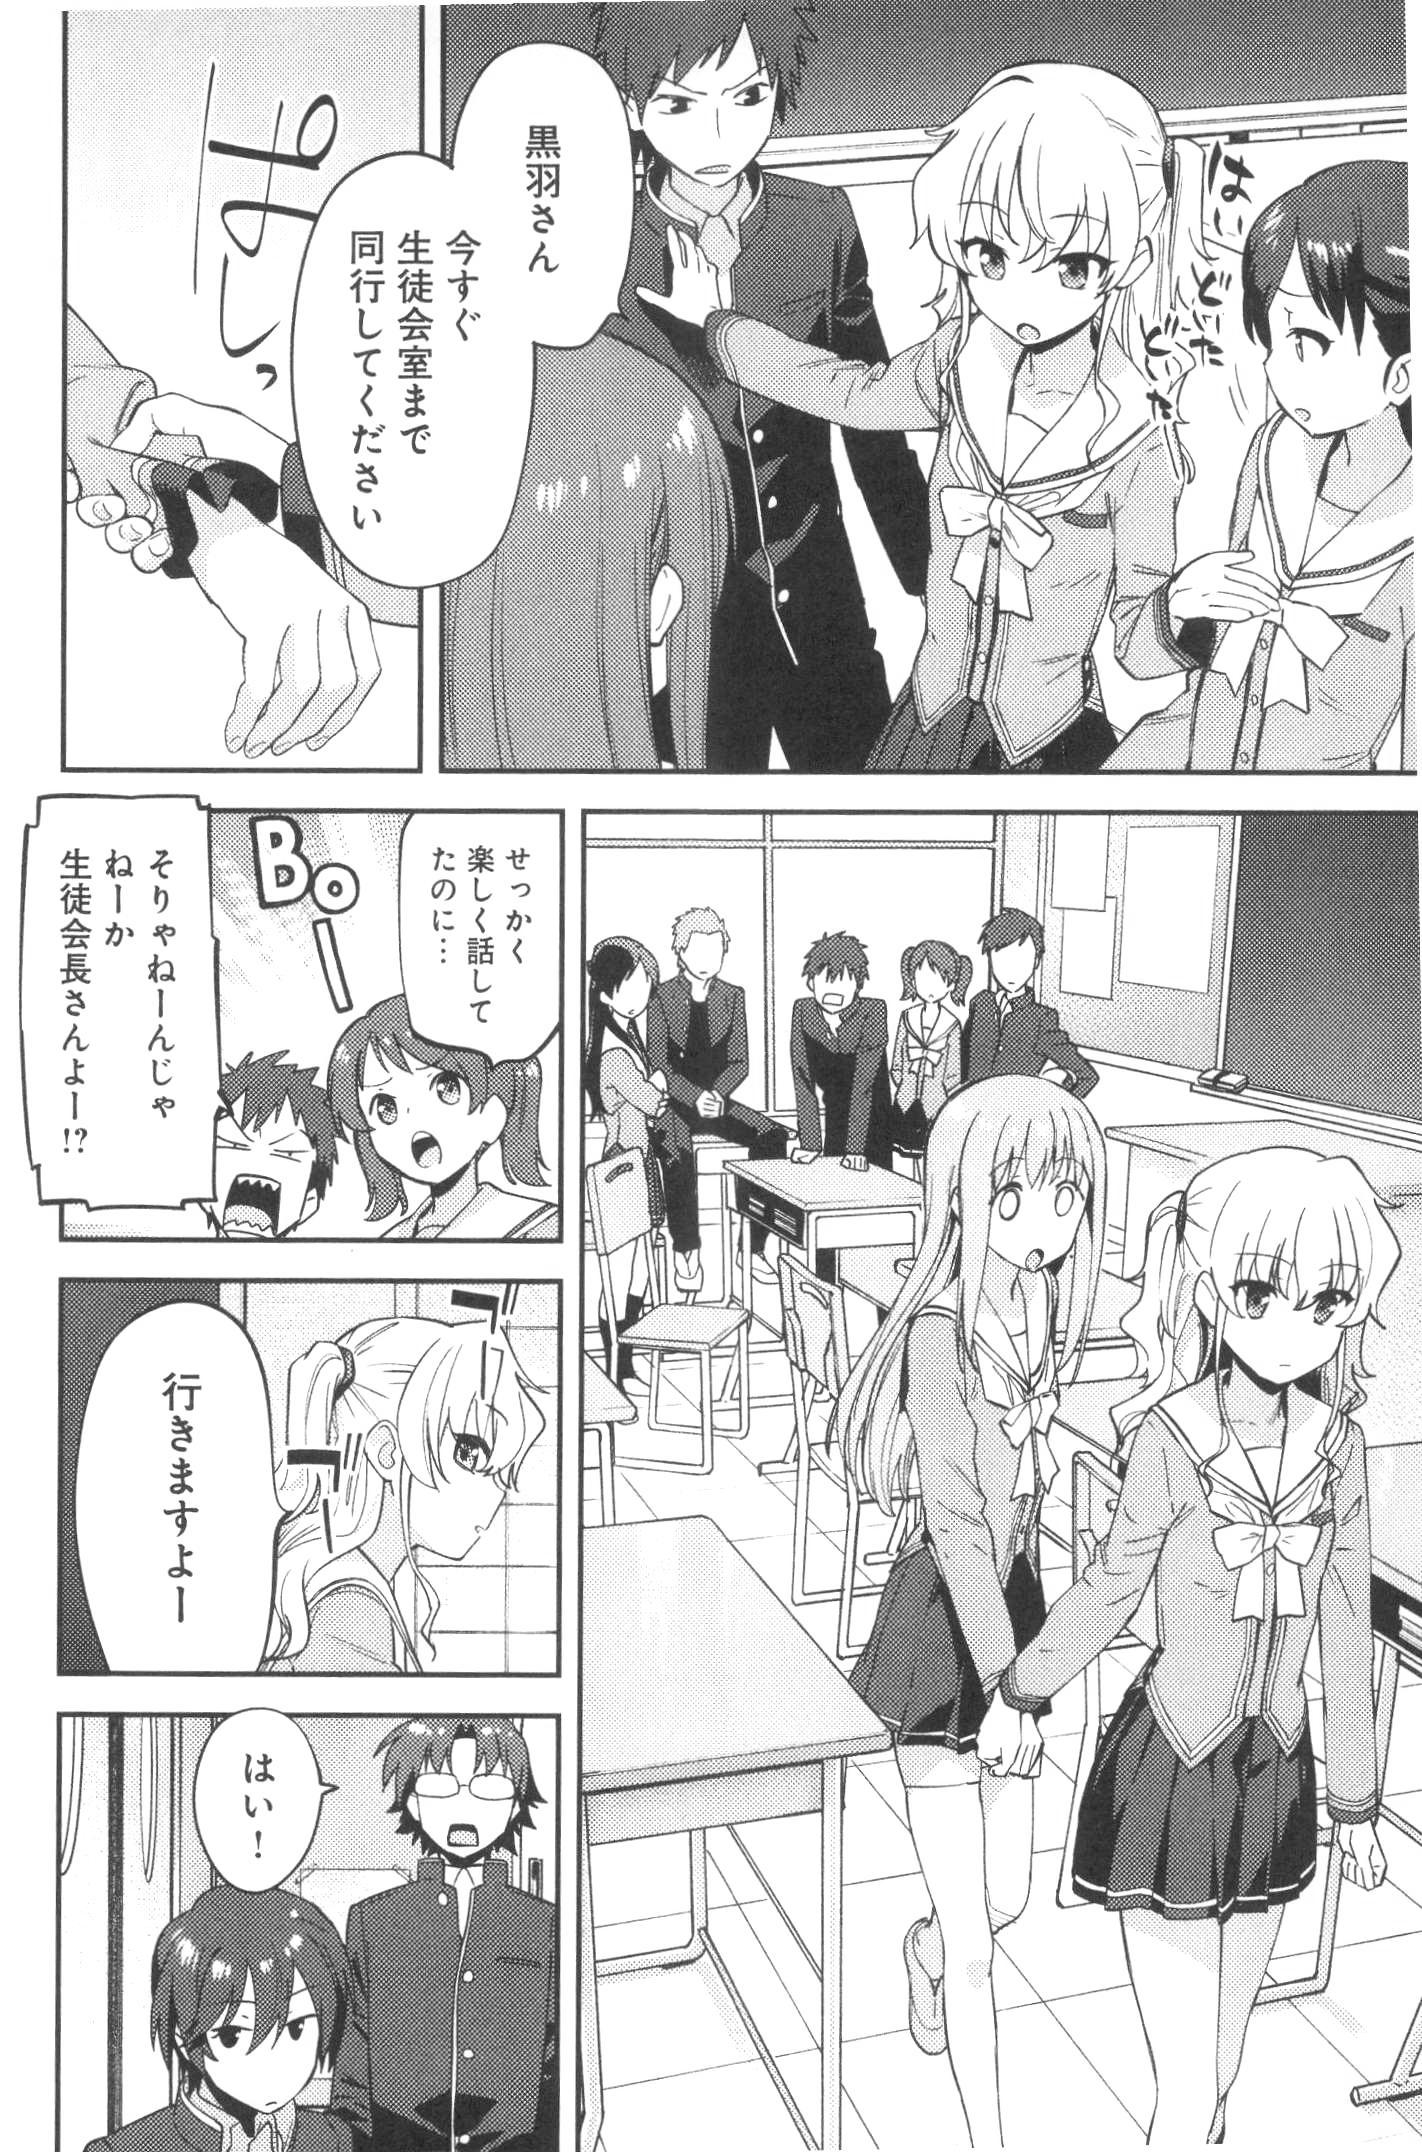 はい
どいた
どいた
黒羽さん
今すぐ
生徒会室まで
同行してください
ぱしっ
せっかく
楽しく話して
たのに…
Boー
そりゃねーんじゃ
ねーか
生徒会長さんよー!?
行きますよー
はい!